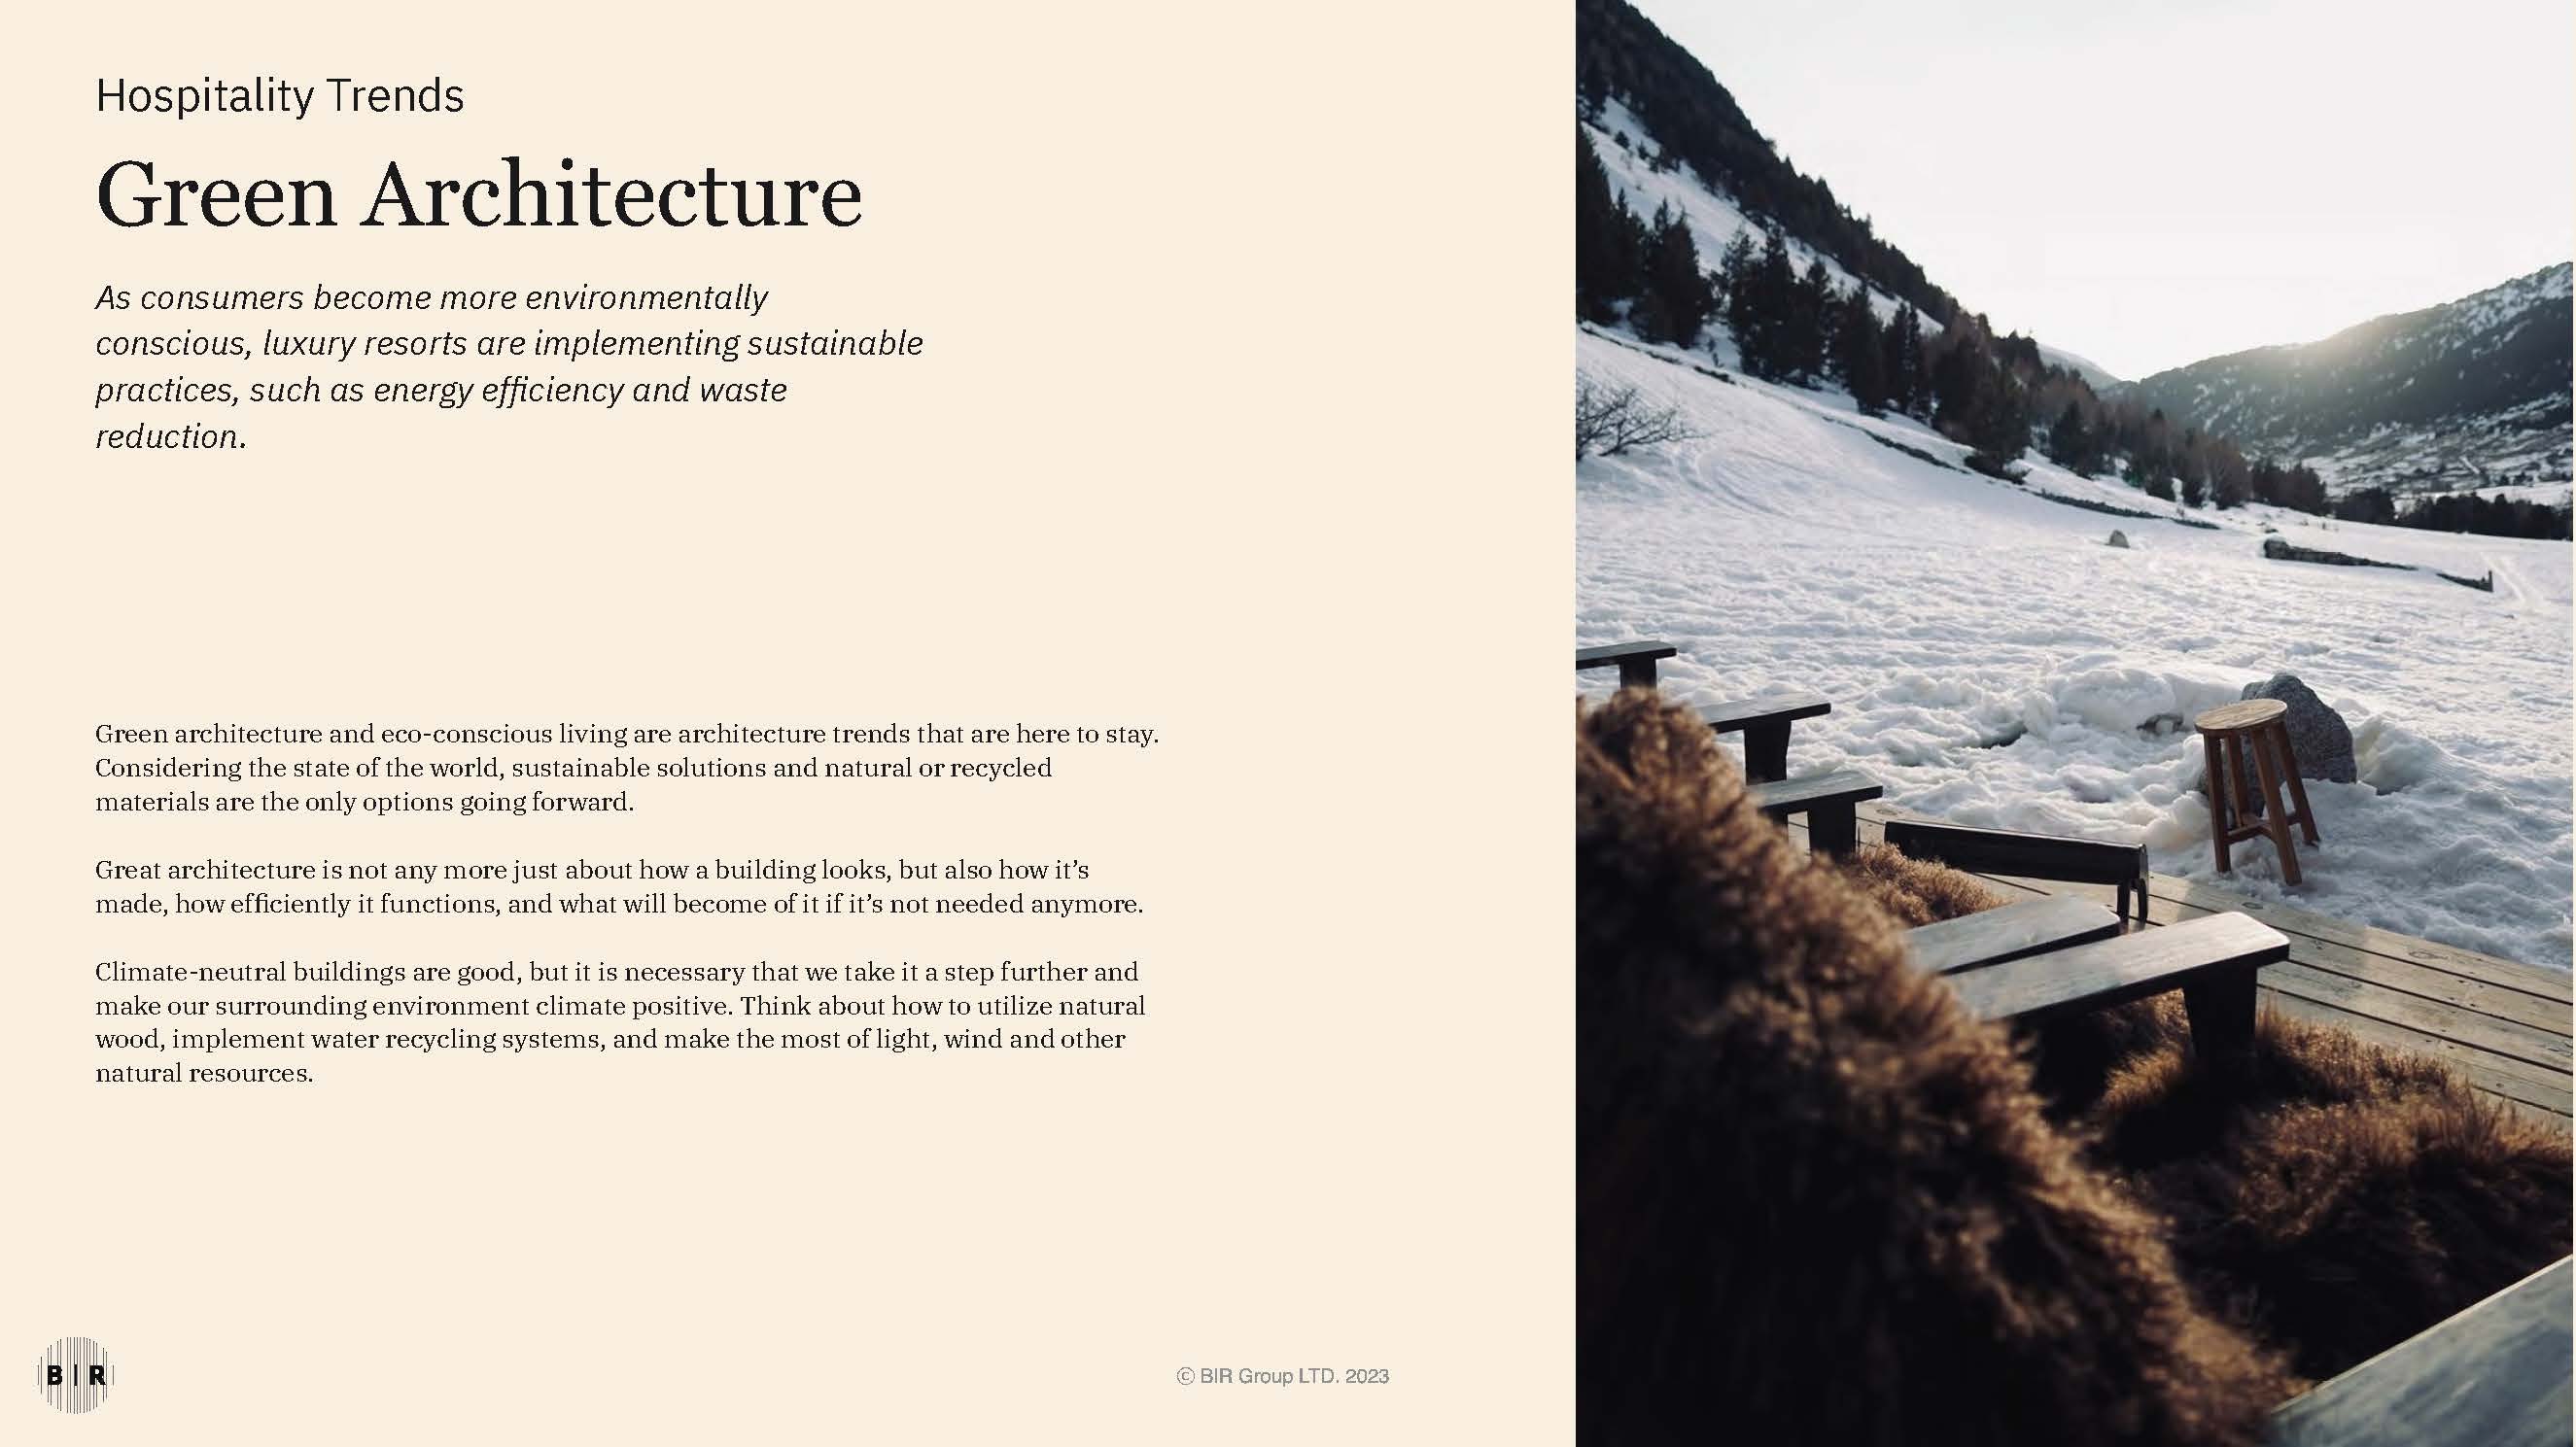 Hospitality Trends
Green Architecture
As consumers become more environmentally
conscious, luxury resorts are implementing sustainable
practices, such as energy efficiency and waste
reduction.
Green architecture and eco-conscious living are architecture trends that are here to stay.
Considering the state of the world, sustainable solutions and natural or recycled
materials are the only options going forward.
Great architecture is not any more just about how a building looks, but also how it’s
made, how efficiently it functions, and what will become of it if it’s not needed anymore.
Climate-neutral buildings are good, but it is necessary that we take it a step further and
make our surrounding environment climate positive. Think about how to utilize natural
wood, implement water recycling systems, and make the most of light, wind and other
natural resources.
B|R
© BIR Group LTD. 2023